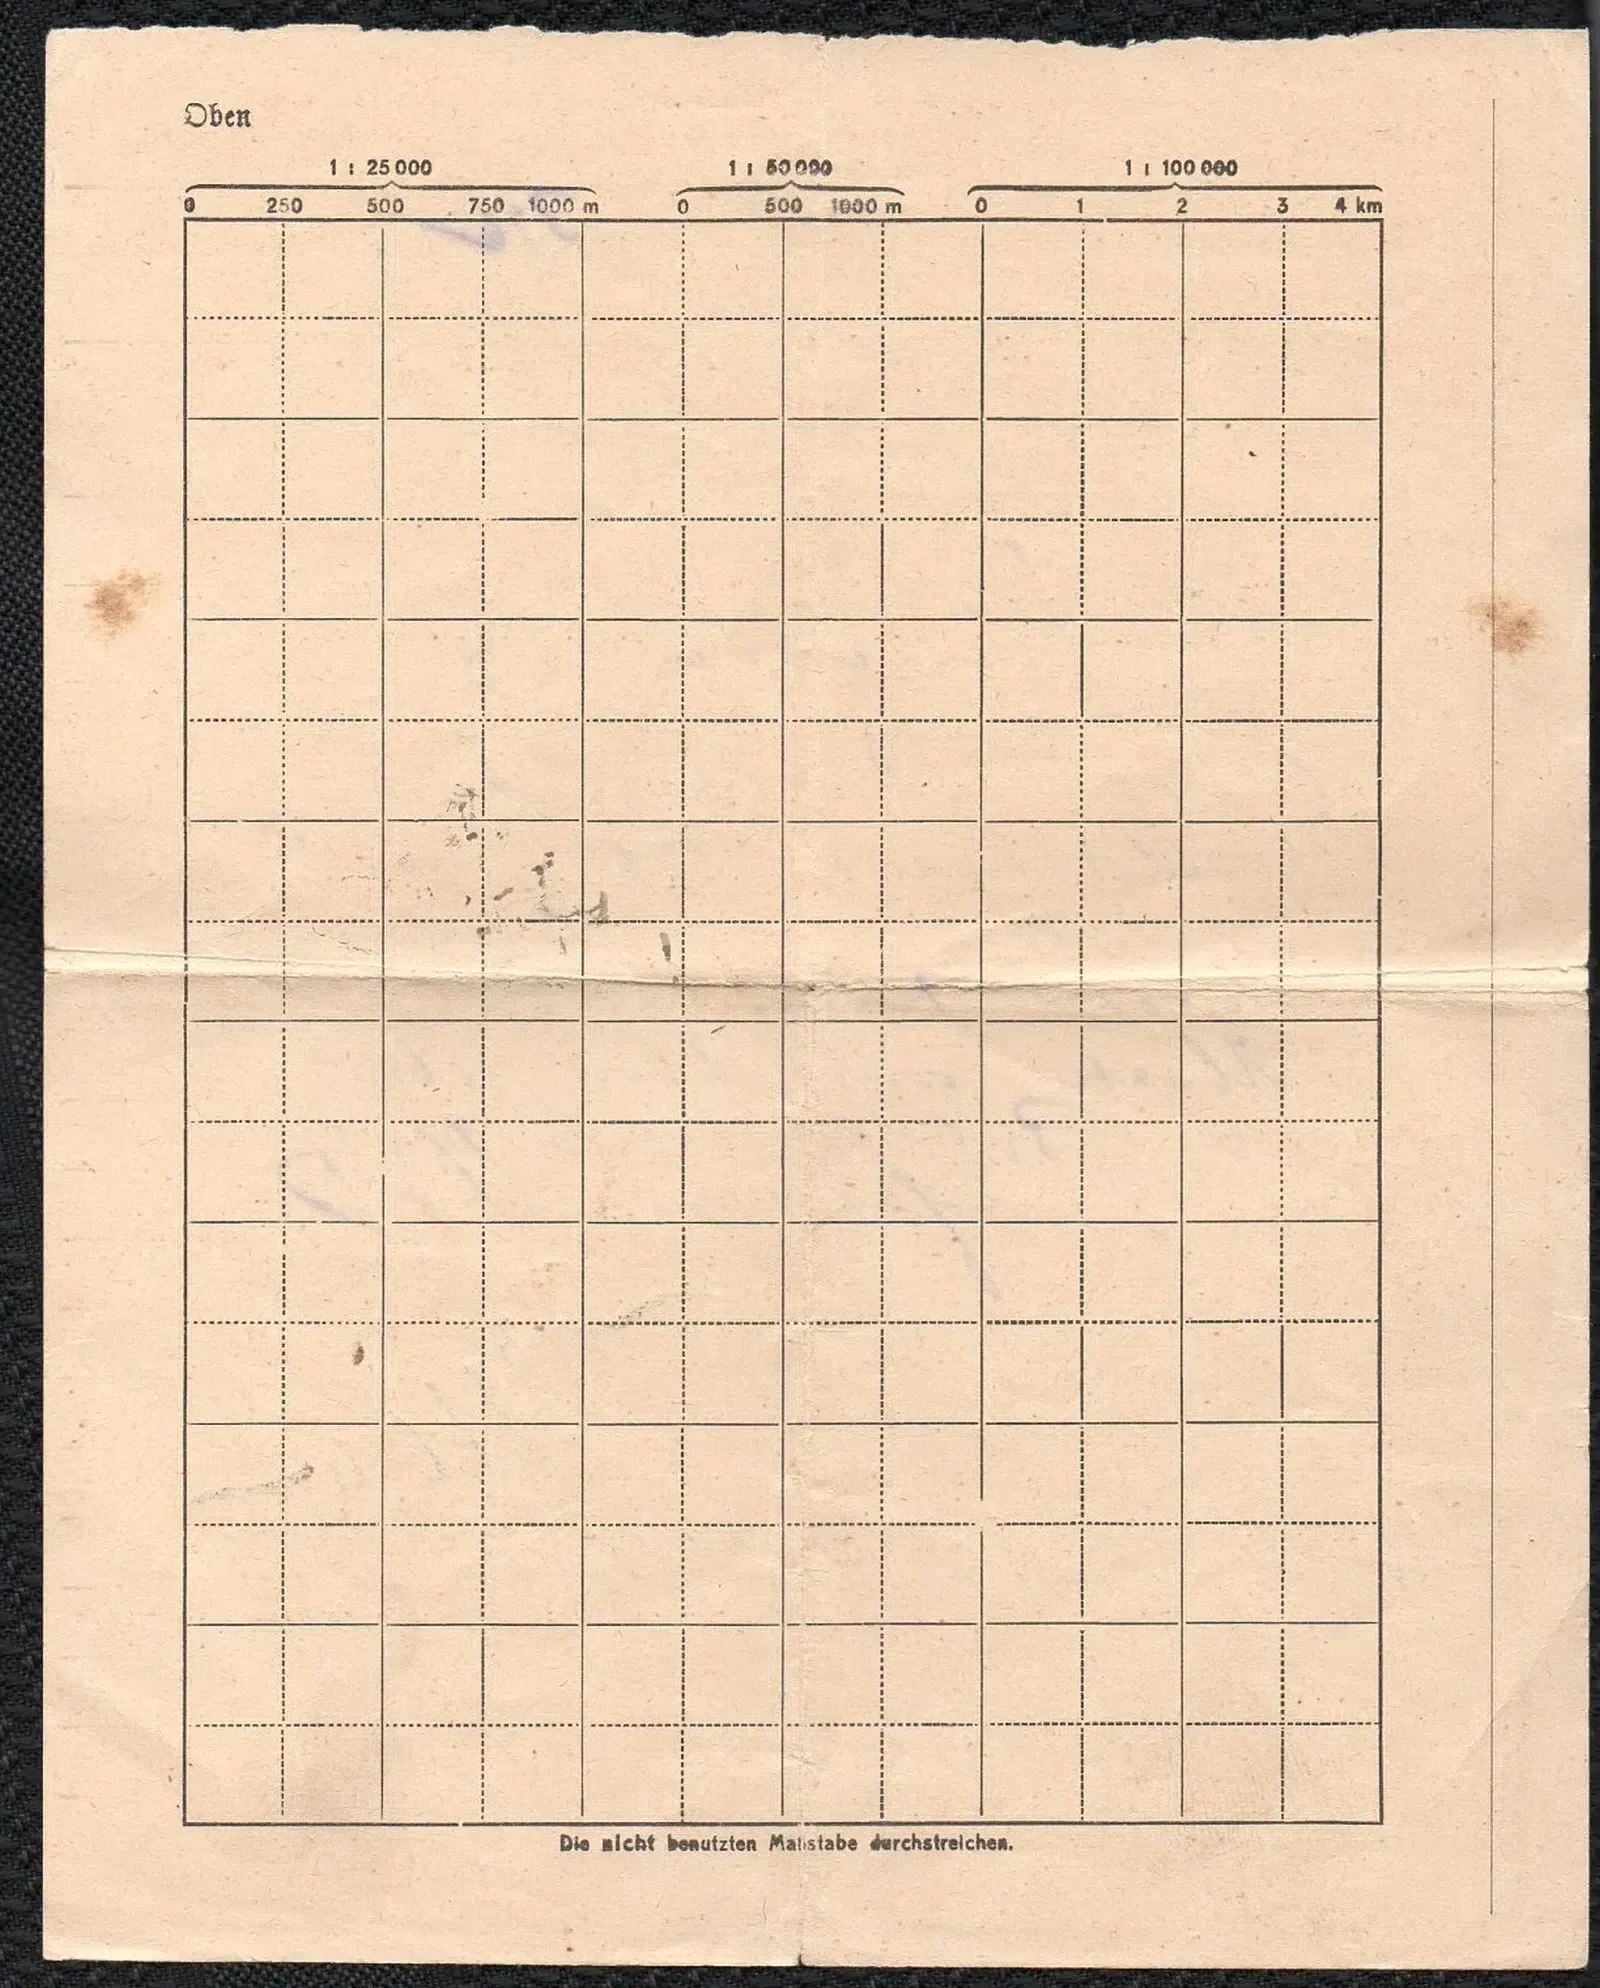 Oben
1 : 25 000 1 : 50 000 1 : 100 000
0 250 500 750 1000 m 0 500 1000 m 0 1 2 3 4 km
Die nicht benutzten Maßstabe durchstreichen.